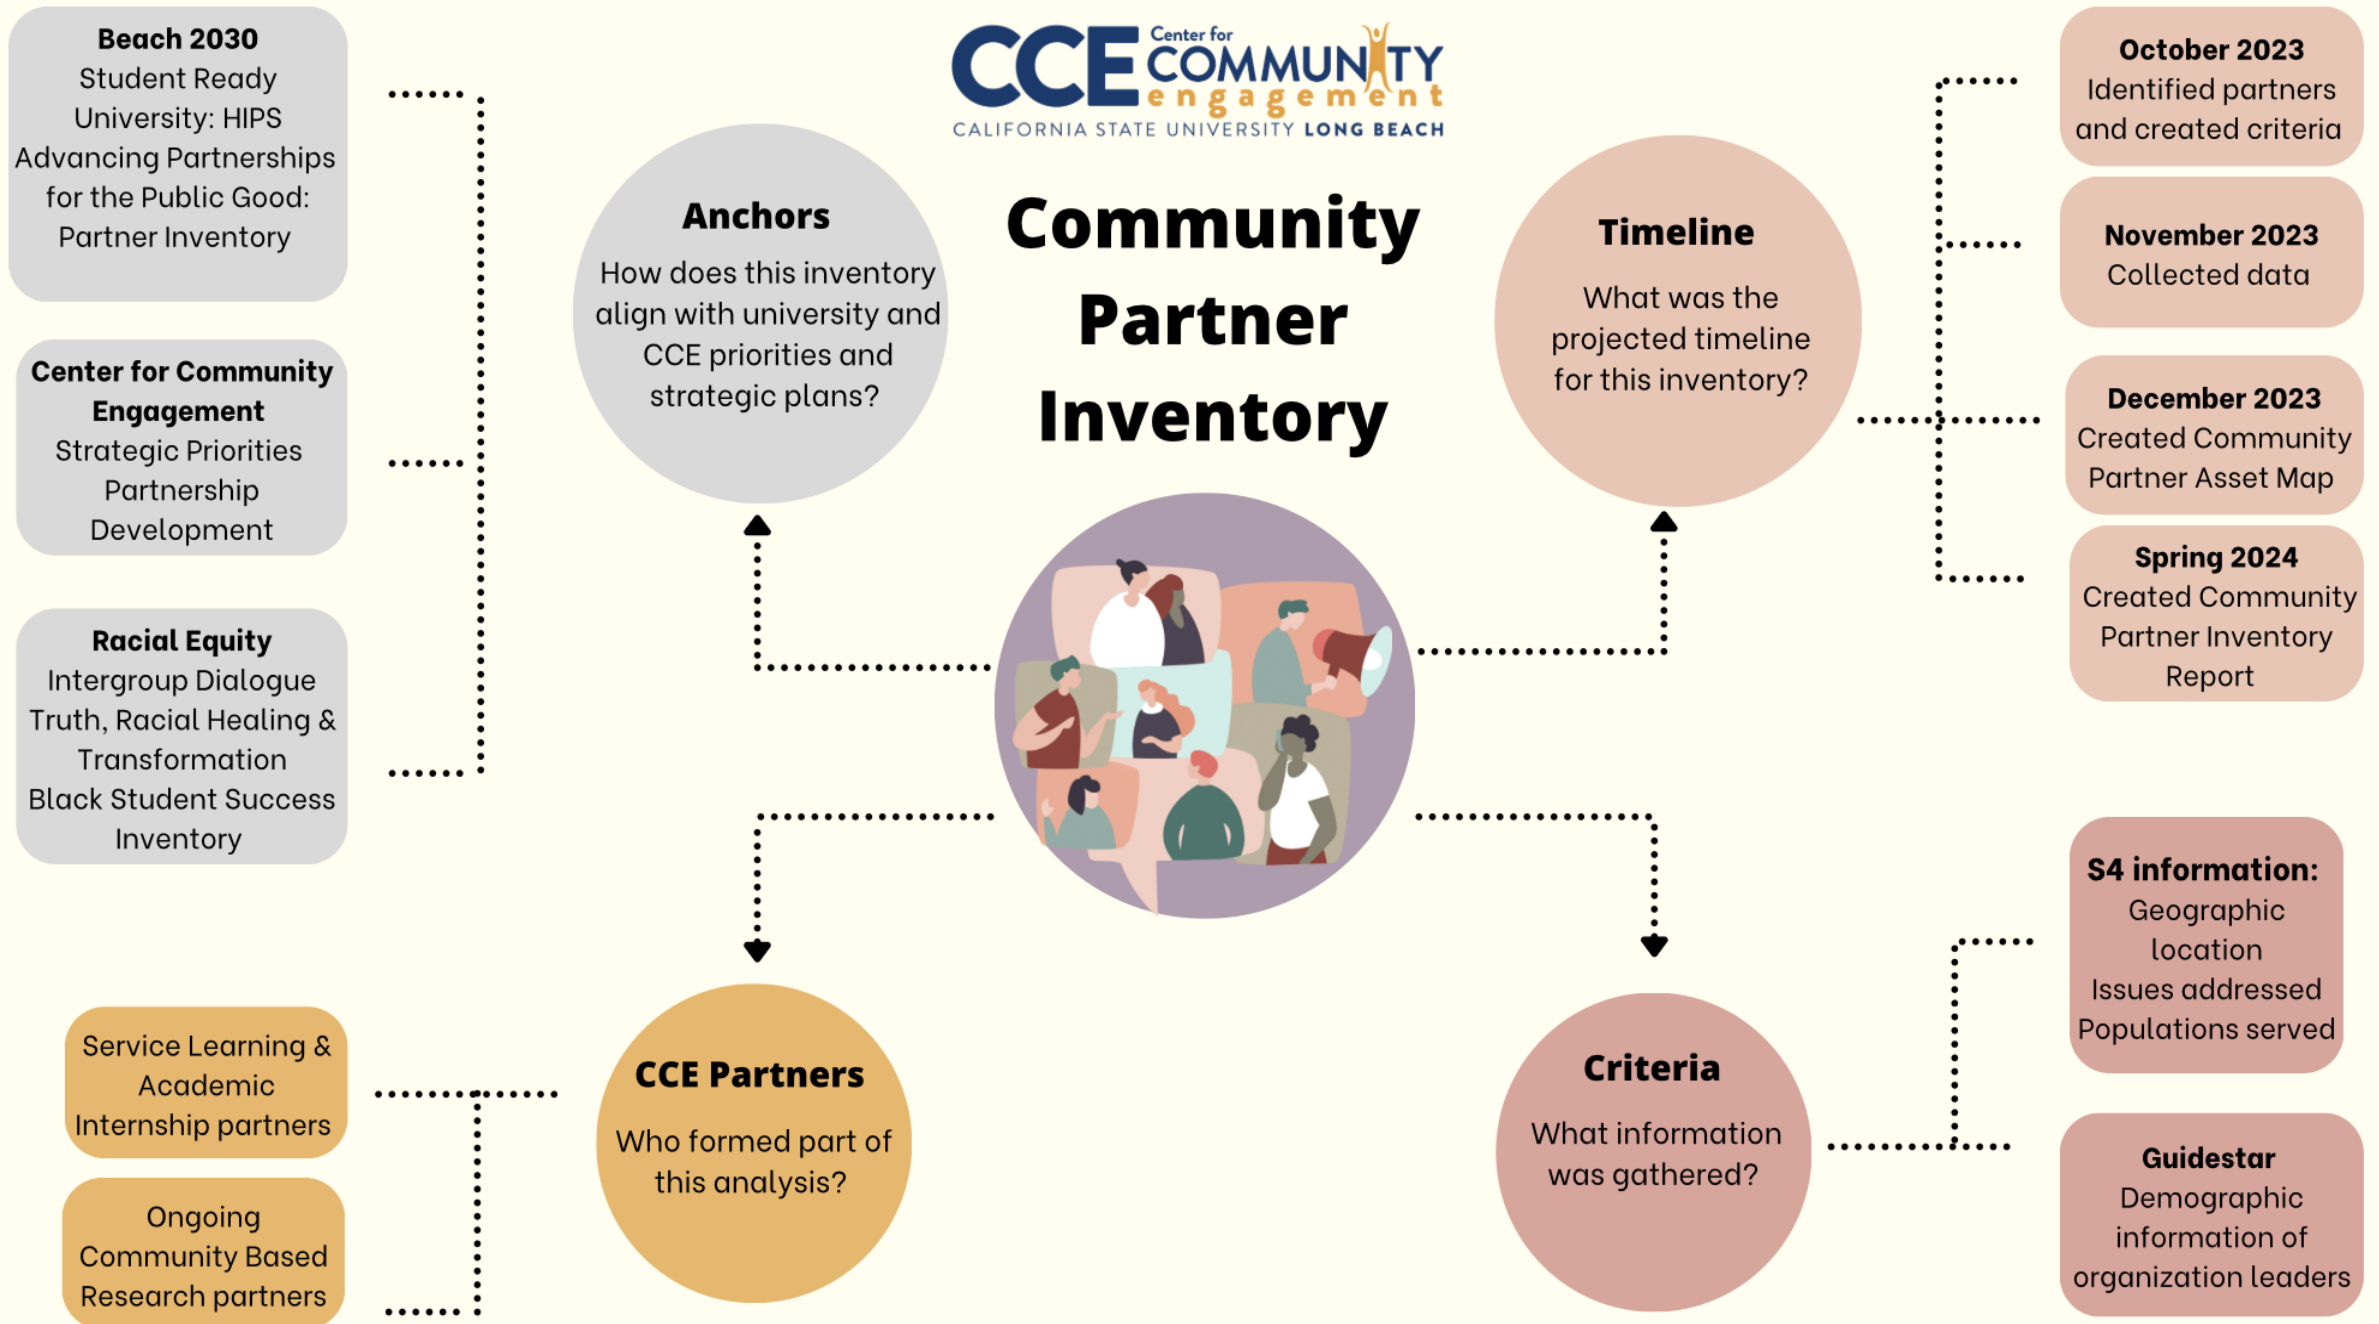 CCE
Center for
COMMUNITY
engagement
CALIFORNIA STATE UNIVERSITY LONG BEACH
Community
Partner
Inventory
Anchors
How does this inventory
align with university and
CCE priorities and
strategic plans?
Beach 2030
Student Ready
University: HIPS
Advancing Partnerships
for the Public Good:
Partner Inventory
Center for Community
Engagement
Strategic Priorities
Partnership
Development
Racial Equity
Intergroup Dialogue
Truth, Racial Healing &
Transformation
Black Student Success
Inventory
Timeline
What was the
projected timeline
for this inventory?
October 2023
Identified partners
and created criteria
November 2023
Collected data
December 2023
Created Community
Partner Asset Map
Spring 2024
Created Community
Partner Inventory
Report
CCE Partners
Who formed part of
this analysis?
Service Learning &
Academic
Internship partners
Ongoing
Community Based
Research partners
Criteria
What information
was gathered?
S4 information:
Geographic
location
Issues addressed
Populations served
Guidestar
Demographic
information of
organization leaders